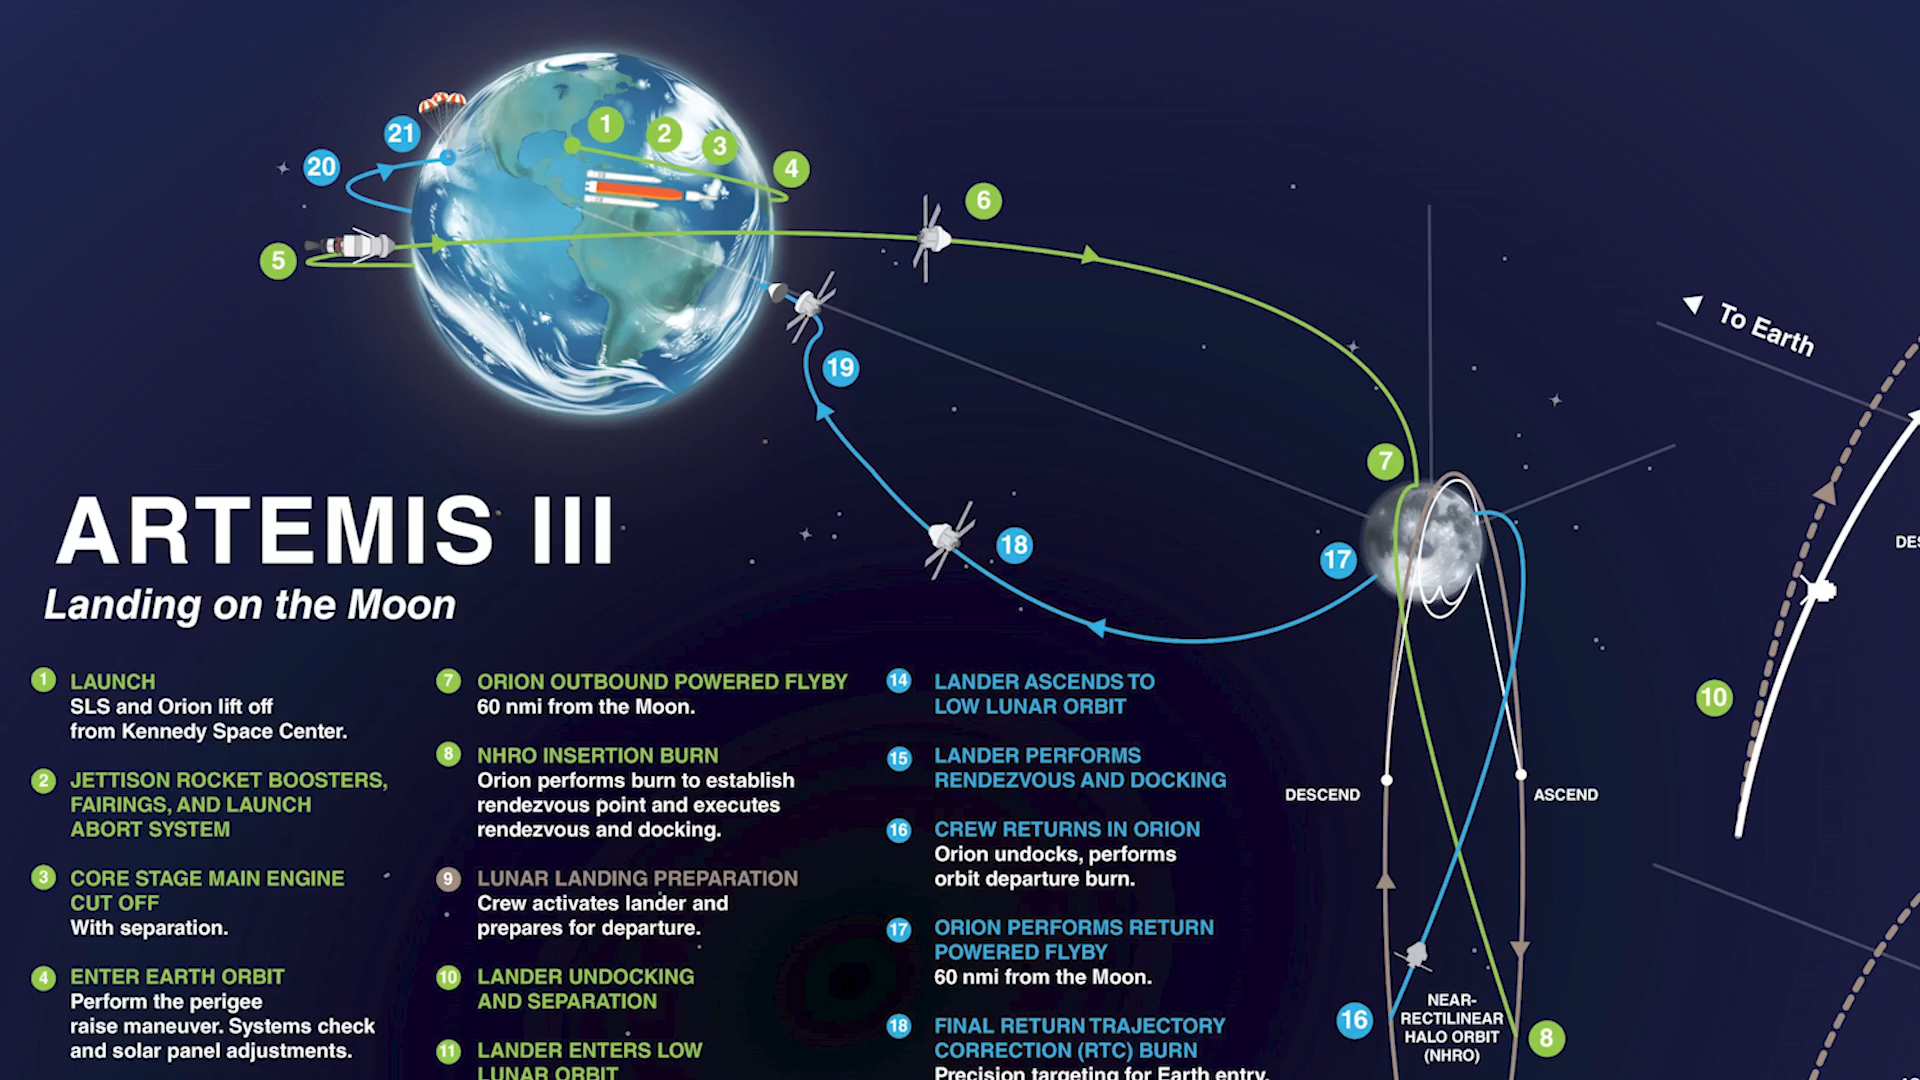 1
2
3
4
21
20
5
6
19
To Earth
7
18
17
ARTEMIS III
Landing on the Moon
1 LAUNCH
SLS and Orion lift off
from Kennedy Space Center.
2 JETTISON ROCKET BOOSTERS,
FAIRINGS, AND LAUNCH
ABORT SYSTEM
3 CORE STAGE MAIN ENGINE
CUT OFF
With separation.
4 ENTER EARTH ORBIT
Perform the perigee
raise maneuver. Systems check
and solar panel adjustments.
7 ORION OUTBOUND POWERED FLYBY
60 nmi from the Moon.
8 NHRO INSERTION BURN
Orion performs burn to establish
rendezvous point and executes
rendezvous and docking.
9 LUNAR LANDING PREPARATION
Crew activates lander and
prepares for departure.
10 LANDER UNDOCKING
AND SEPARATION
11 LANDER ENTERS LOW
LUNAR ORBIT
14 LANDER ASCENDS TO
LOW LUNAR ORBIT
15 LANDER PERFORMS
RENDEZVOUS AND DOCKING
16 CREW RETURNS IN ORION
Orion undocks, performs
orbit departure burn.
17 ORION PERFORMS RETURN
POWERED FLYBY
60 nmi from the Moon.
18 FINAL RETURN TRAJECTORY
CORRECTION (RTC) BURN
Precision targeting for Earth entry.
DESCEND
ASCEND
16
NEAR-
RECTILINEAR
HALO ORBIT
(NHRO)
8
10